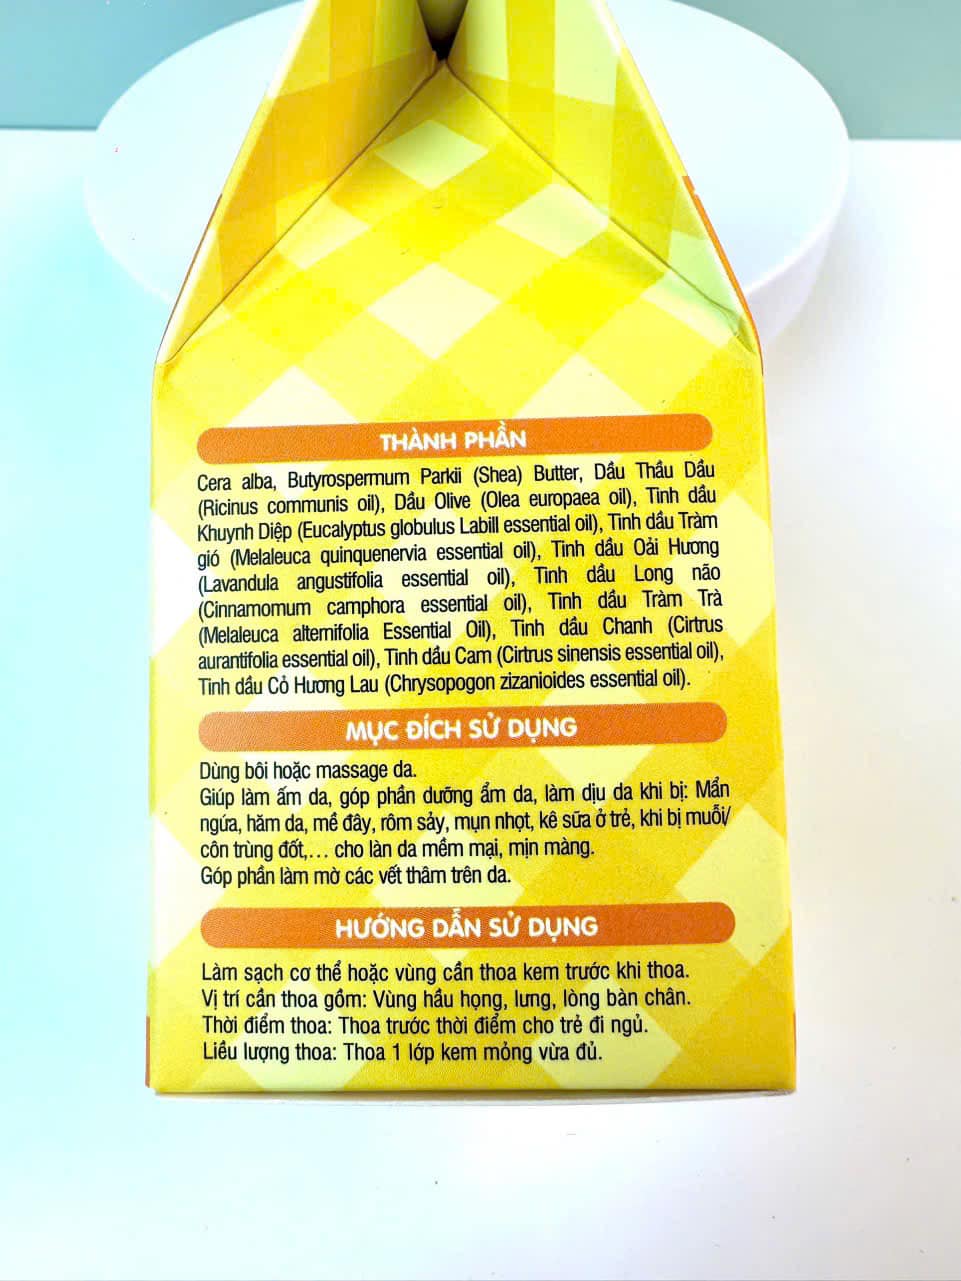 THÀNH PHẦN
Cera alba, Butyrospermum Parkii (Shea) Butter, Dầu Thầu Dầu
(Ricinus communis oil), Dầu Olive (Olea europaea oil), Tinh dầu
Khuynh Diệp (Eucalyptus globulus Labill essential oil), Tinh dầu Tràm
gió (Melaleuca quinquenervia essential oil), Tinh dầu Oải Hương
(Lavandula angustifolia essential oil), Tinh dầu Long não
(Cinnamomum camphora essential oil), Tinh dầu Tràm Trà
(Melaleuca alternifolia Essential Oil), Tinh dầu Chanh (Cirtrus
aurantifolia essential oil), Tinh dầu Cam (Cirtrus sinensis essential oil),
Tinh dầu Cỏ Hương Lau (Chrysopogon zizanioides essential oil).
MỤC ĐÍCH SỬ DỤNG
Dùng bôi hoặc massage da.
Giúp làm ấm da, góp phần dưỡng ẩm da, làm dịu da khi bị: Mẩn
ngứa, hăm da, mề đây, rôm sảy, mụn nhọt, kê sữa ở trẻ, khi bị muỗi/
côn trùng đốt,... cho làn da mềm mại, mịn màng.
Góp phần làm mờ các vết thâm trên da.
HƯỚNG DẪN SỬ DỤNG
Làm sạch cơ thể hoặc vùng cần thoa kem trước khi thoa.
Vị trí cần thoa gồm: Vùng hầu họng, lưng, lòng bàn chân.
Thời điểm thoa: Thoa trước thời điểm cho trẻ đi ngủ.
Liều lượng thoa: Thoa 1 lớp kem mỏng vừa đủ.